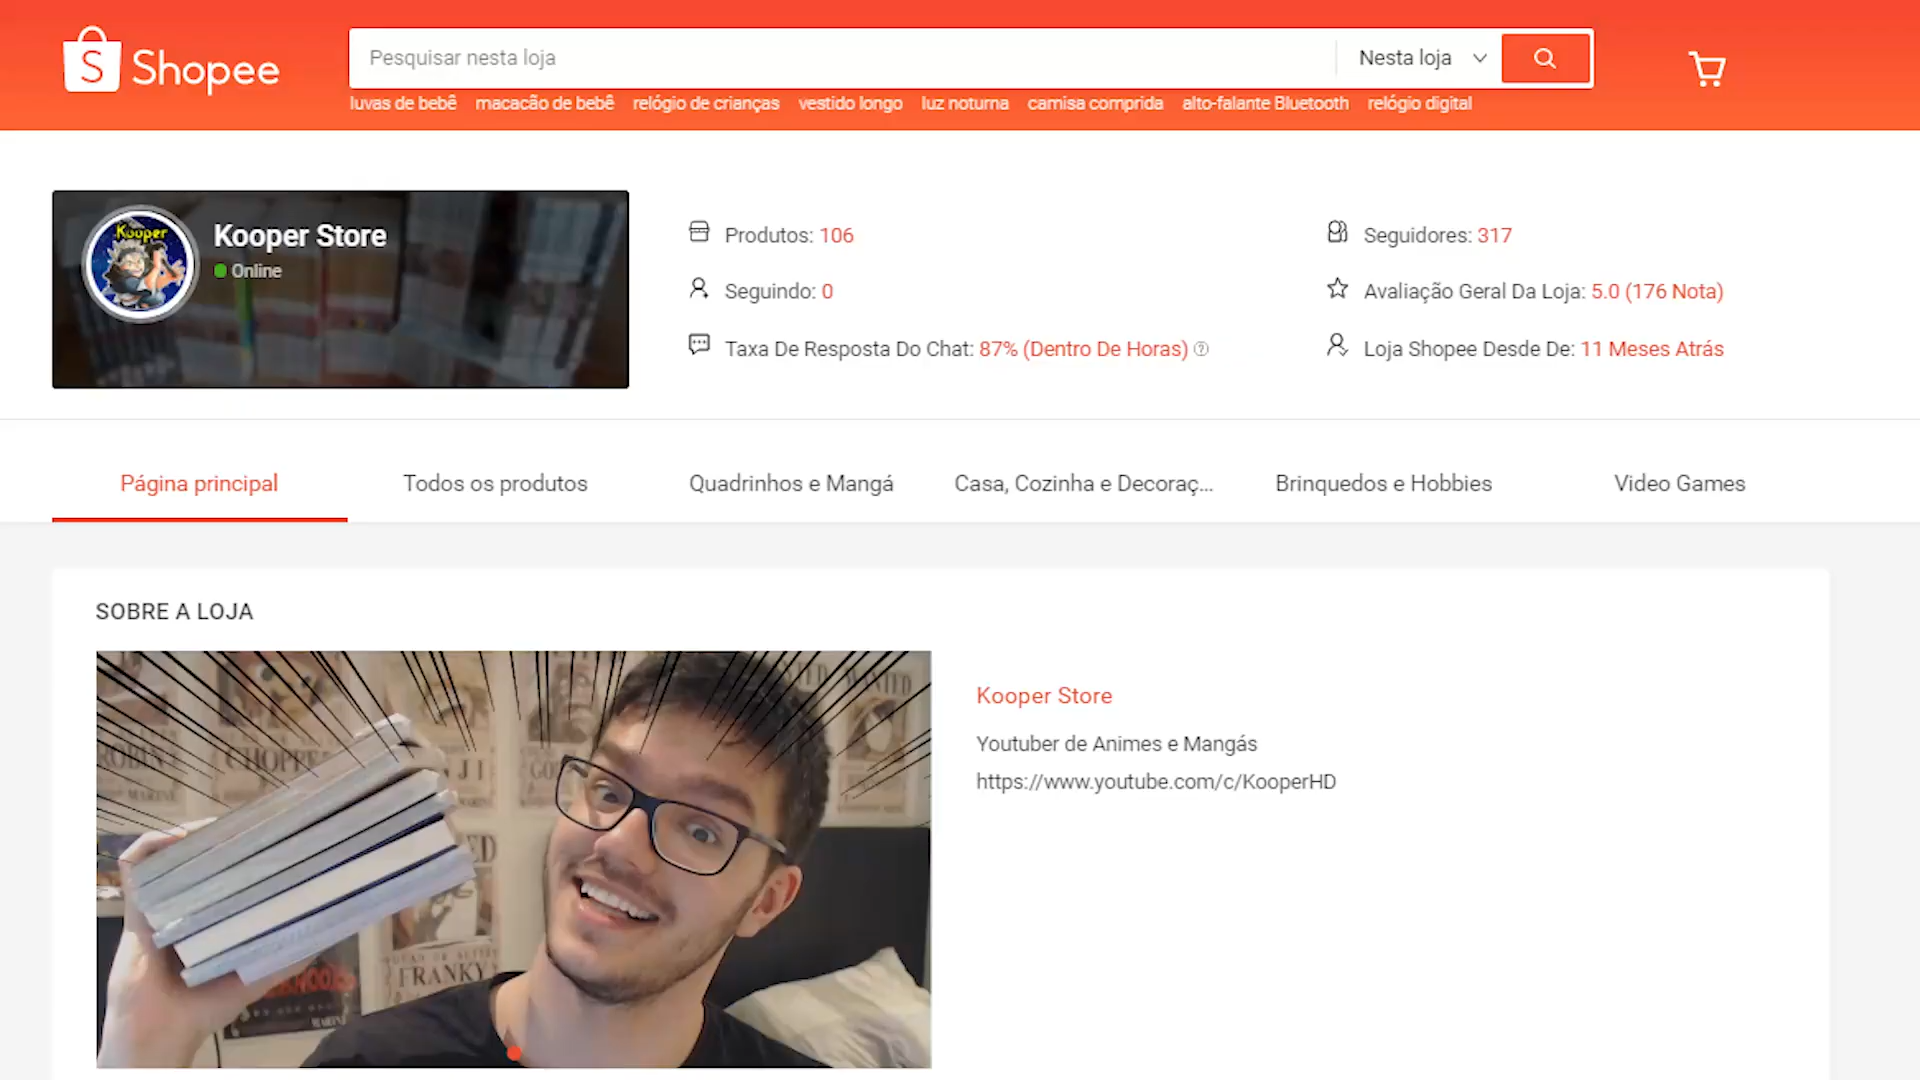 Shopee
Pesquisar nesta loja
Nesta loja
luvas de bebê macacão de bebê relógio de crianças vestido longo luz noturna camisa comprida alto-falante Bluetooth relógio digital
Kooper
Kooper Store
Online
Produtos: 106
Seguidores: 317
Seguindo: 0
Avaliação Geral Da Loja: 5.0 (176 Nota)
Taxa De Resposta Do Chat: 87% (Dentro De Horas)
Loja Shopee Desde De: 11 Meses Atrás
Página principal
Todos os produtos
Quadrinhos e Mangá
Casa, Cozinha e Decoraç...
Brinquedos e Hobbies
Video Games
SOBRE A LOJA
WANTED
ROBIN
CHOPPER
FRANKY
MARINE
Kooper Store
Youtuber de Animes e Mangás
https://www.youtube.com/c/KooperHD